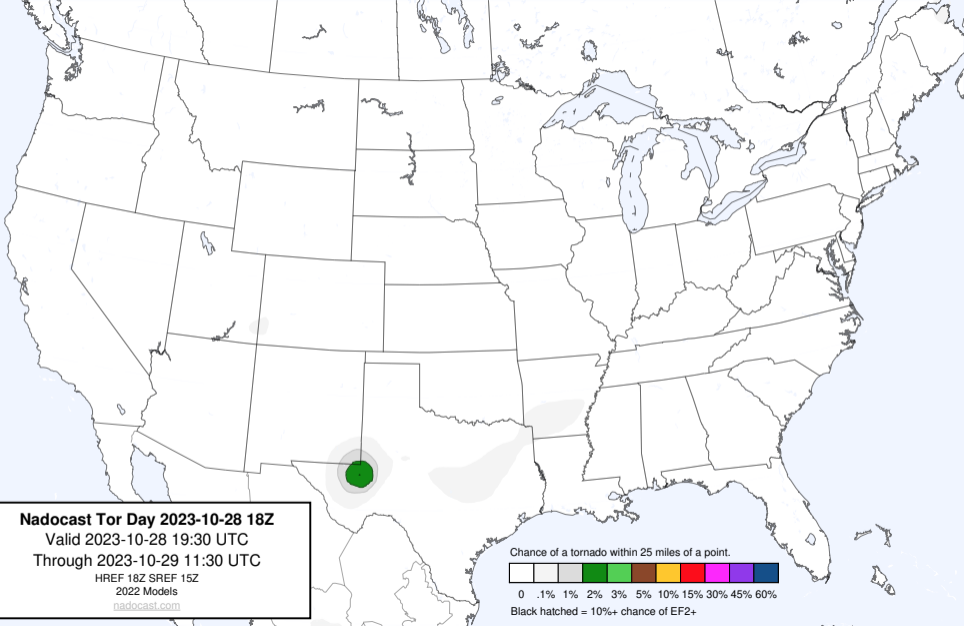 Nadocast Tor Day 2023-10-28 18Z
Valid 2023-10-28 19:30 UTC
Through 2023-10-29 11:30 UTC
HREF 18Z SREF 15Z
2022 Models
nadocast.com
Chance of a tornado within 25 miles of a point.
0 .1% 1% 2% 3% 5% 10% 15% 30% 45% 60%
Black hatched = 10%+ chance of EF2+